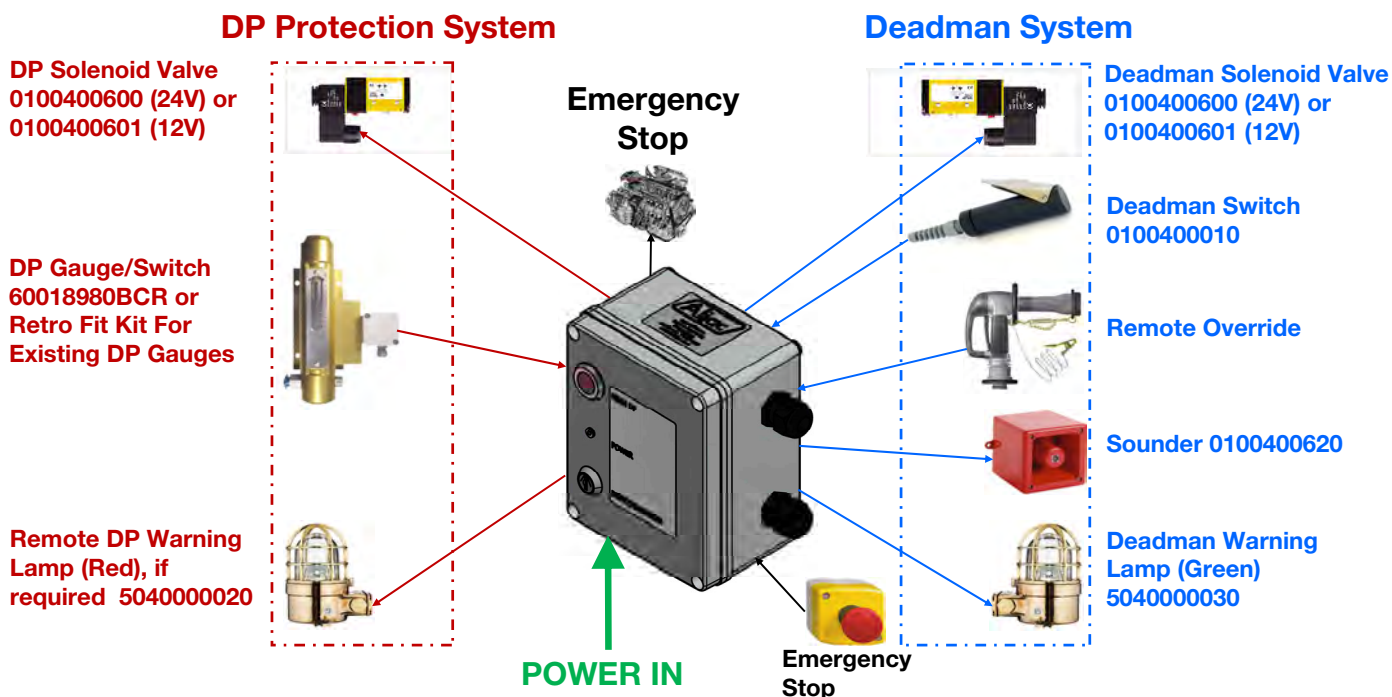 DP Protection System
Deadman System
DP Solenoid Valve
0100400600 (24V) or
0100400601 (12V)
Emergency
Stop
Deadman Solenoid Valve
0100400600 (24V) or
0100400601 (12V)
Deadman Switch
0100400010
DP Gauge/Switch
60018980BCR or
Retro Fit Kit For
Existing DP Gauges
Remote Override
POWER
Sounder 0100400620
Remote DP Warning
Lamp (Red), if
required 5040000020
Deadman Warning
Lamp (Green)
5040000030
POWER IN
Emergency
Stop